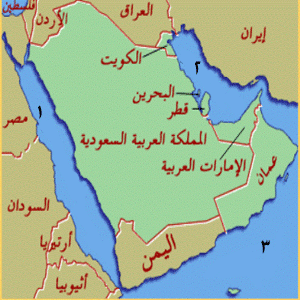 فلسطين
الأردن
العراق
إيران
الكويت
٢
البحرين
قطر
١
مصر
المملكة العربية السعودية
الإمارات العربية
عمان
السودان
اليمن
٣
أرتيريا
أثيوبيا